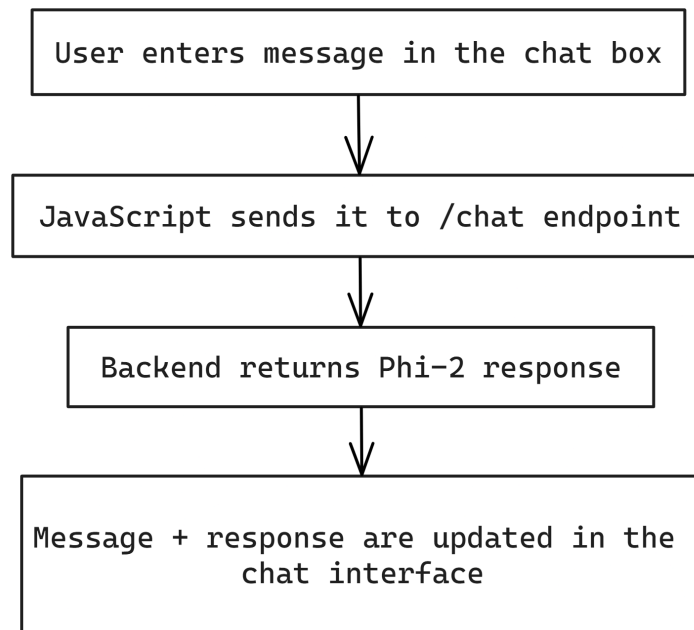 User enters message in the chat box
JavaScript sends it to /chat endpoint
Backend returns Phi-2 response
Message + response are updated in the
chat interface